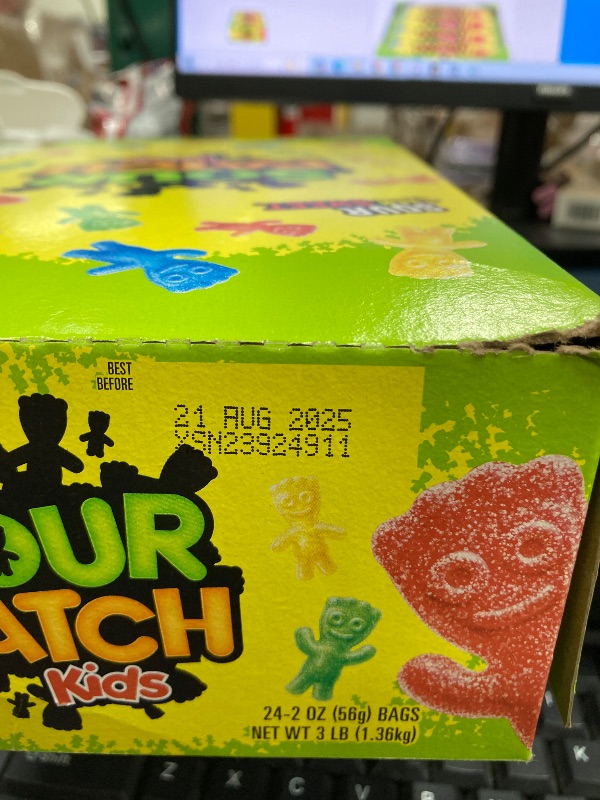 SOUR
BEST
BEFORE
21 AUG 2025
XSN23924911
OUR
ATCH
Kids
24-2 OZ (56g) BAGS
NET WT 3 LB (1.36kg)
Z
X
C
V
K